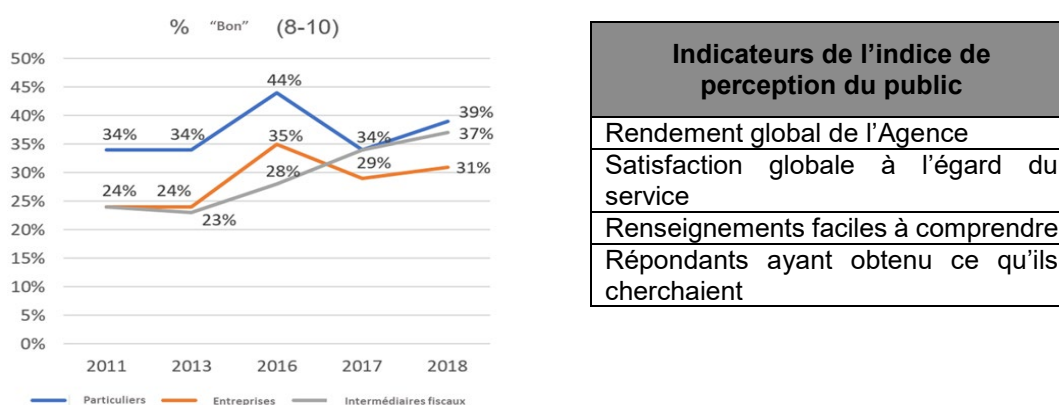 % “Bon” (8-10)
50%
45%
40%
35%
30%
25%
20%
15%
10%
5%
0%
34% 34% 44% 34% 39%
24% 24% 35% 29% 31%
23% 28% 37%
2011 2013 2016 2017 2018
Particuliers Entreprises Intermédiaires fiscaux
Indicateurs de l’indice de
perception du public
Rendement global de l’Agence
Satisfaction globale à l’égard du
service
Renseignements faciles à comprendre
Répondants ayant obtenu ce qu’ils
cherchaient